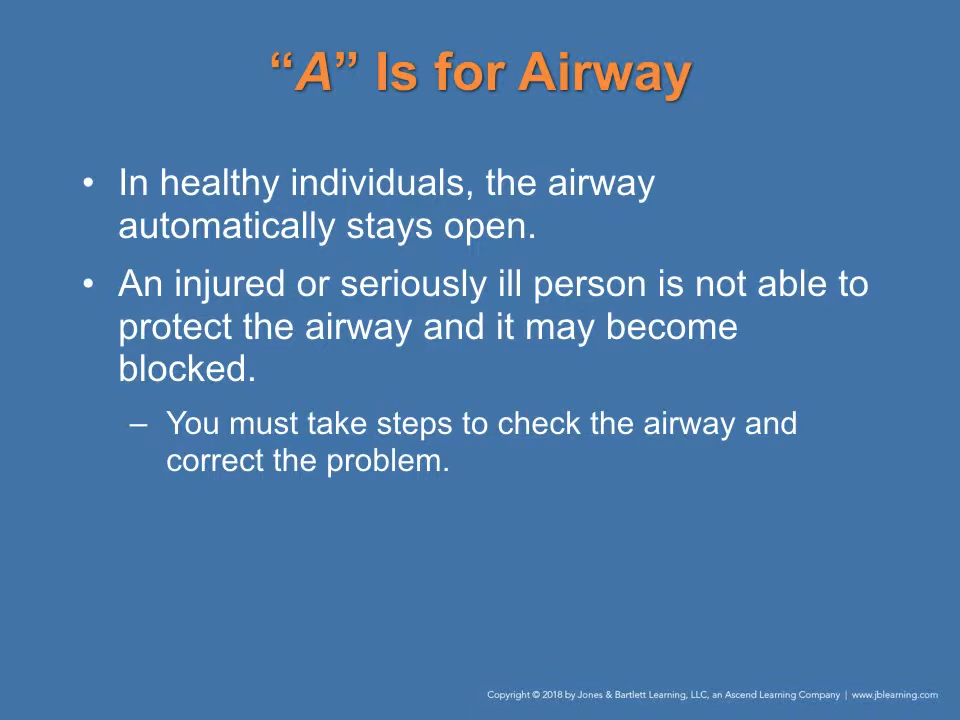 “A” Is for Airway
• In healthy individuals, the airway
automatically stays open.
• An injured or seriously ill person is not able to
protect the airway and it may become
blocked.
– You must take steps to check the airway and
correct the problem.
Copyright © 2018 by Jones & Bartlett Learning, LLC, an Ascend Learning Company | www.jblearning.com